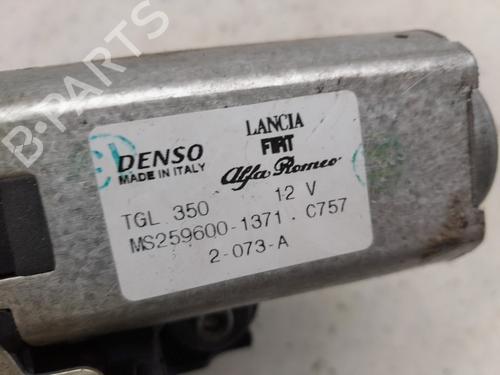 B-PARTS
DENSO
MADE IN ITALY
LANCIA
FIAT
Alfa Romeo
TGL 350 12 V
MS259600-1371 . C757
2-073-A